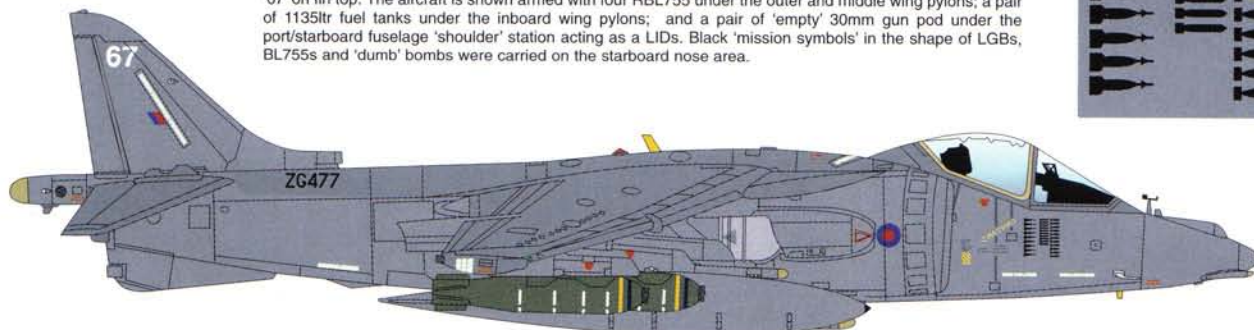 '67' on fin top. The aircraft is shown armed with four RBL755 under the outer and middle wing pylons; a pair
of 1135ltr fuel tanks under the inboard wing pylons; and a pair of 'empty' 30mm gun pod under the
port/starboard fuselage 'shoulder' station acting as a LIDs. Black 'mission symbols' in the shape of LGBs,
BL755s and 'dumb' bombs were carried on the starboard nose area.
67
ZG477